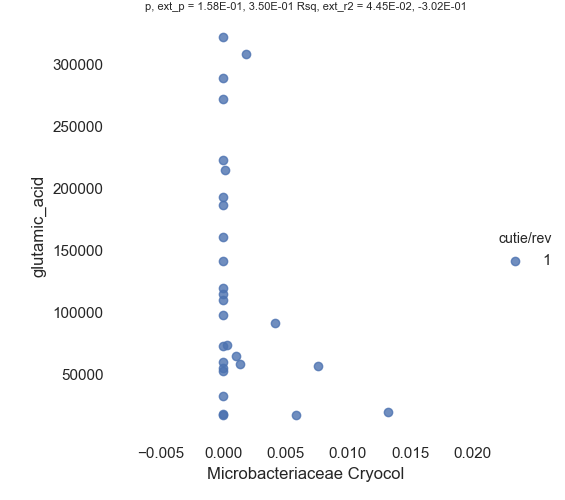 p, ext_p = 1.58E-01, 3.50E-01 Rsq, ext_r2 = 4.45E-02, -3.02E-01
300000
250000
200000
150000
100000
50000
glutamic_acid
cutie/rev
1
−0.005 0.000 0.005 0.010 0.015 0.020
Microbacteriaceae Cryocol